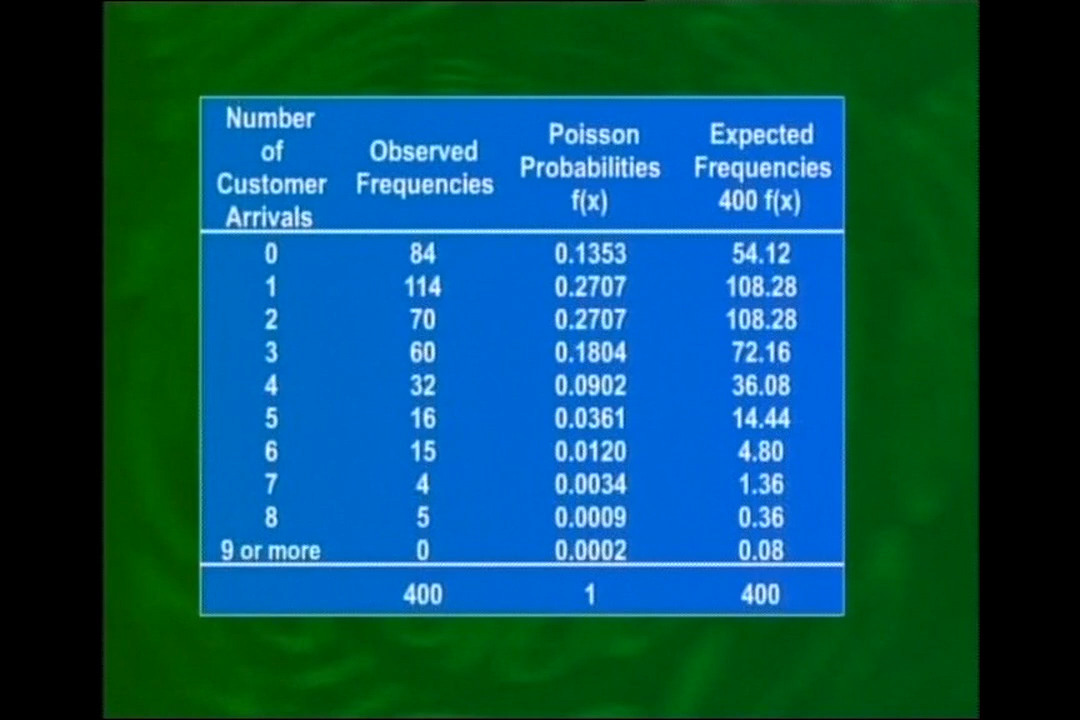 Number of Customer Arrivals Observed Frequencies Poisson Probabilities f(x) Expected Frequencies 400 f(x)
0 84 0.1353 54.12
1 114 0.2707 108.28
2 70 0.2707 108.28
3 60 0.1804 72.16
4 32 0.0902 36.08
5 16 0.0361 14.44
6 15 0.0120 4.80
7 4 0.0034 1.36
8 5 0.0009 0.36
9 or more 0 0.0002 0.08
400 1 400